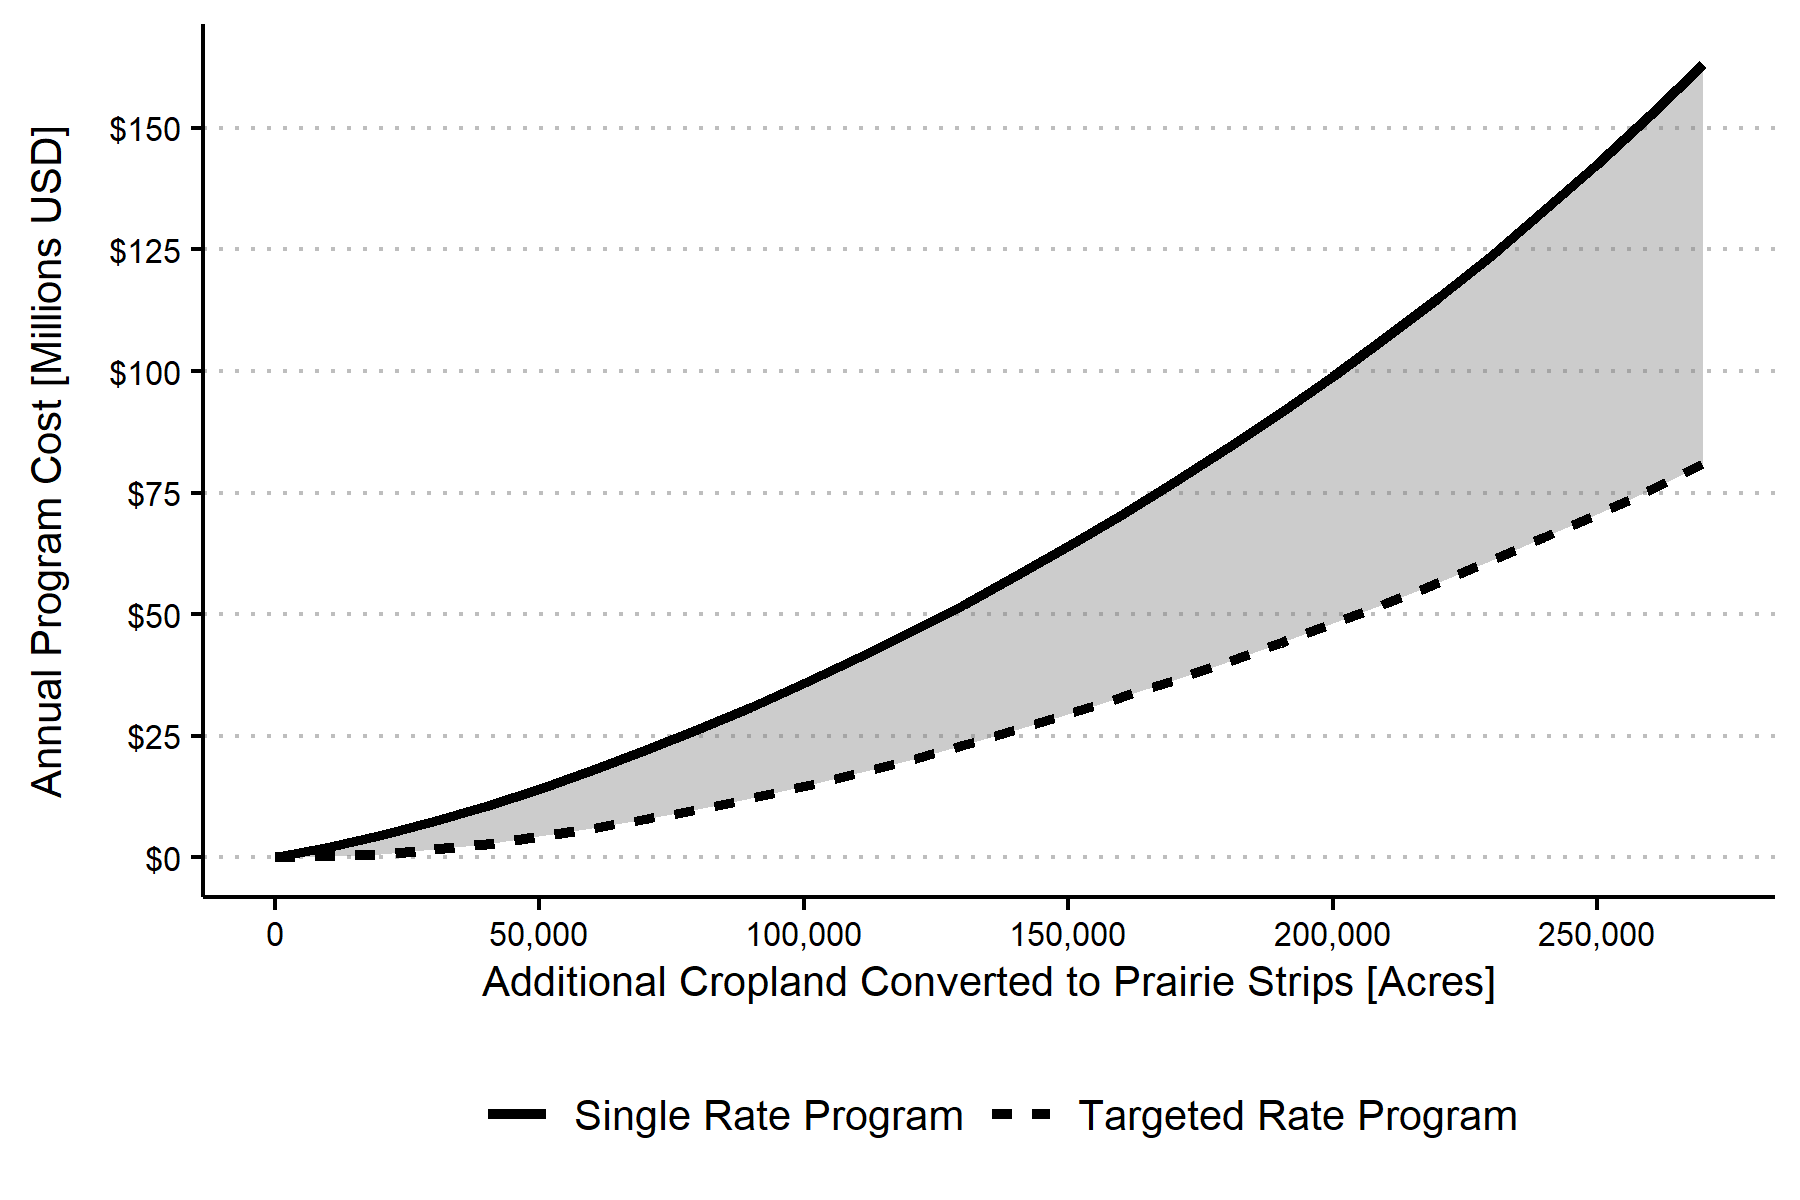 Annual Program Cost [Millions USD]
$150
$125
$100
$75
$50
$25
$0
0 50,000 100,000 150,000 200,000 250,000
Additional Cropland Converted to Prairie Strips [Acres]
Single Rate Program Targeted Rate Program